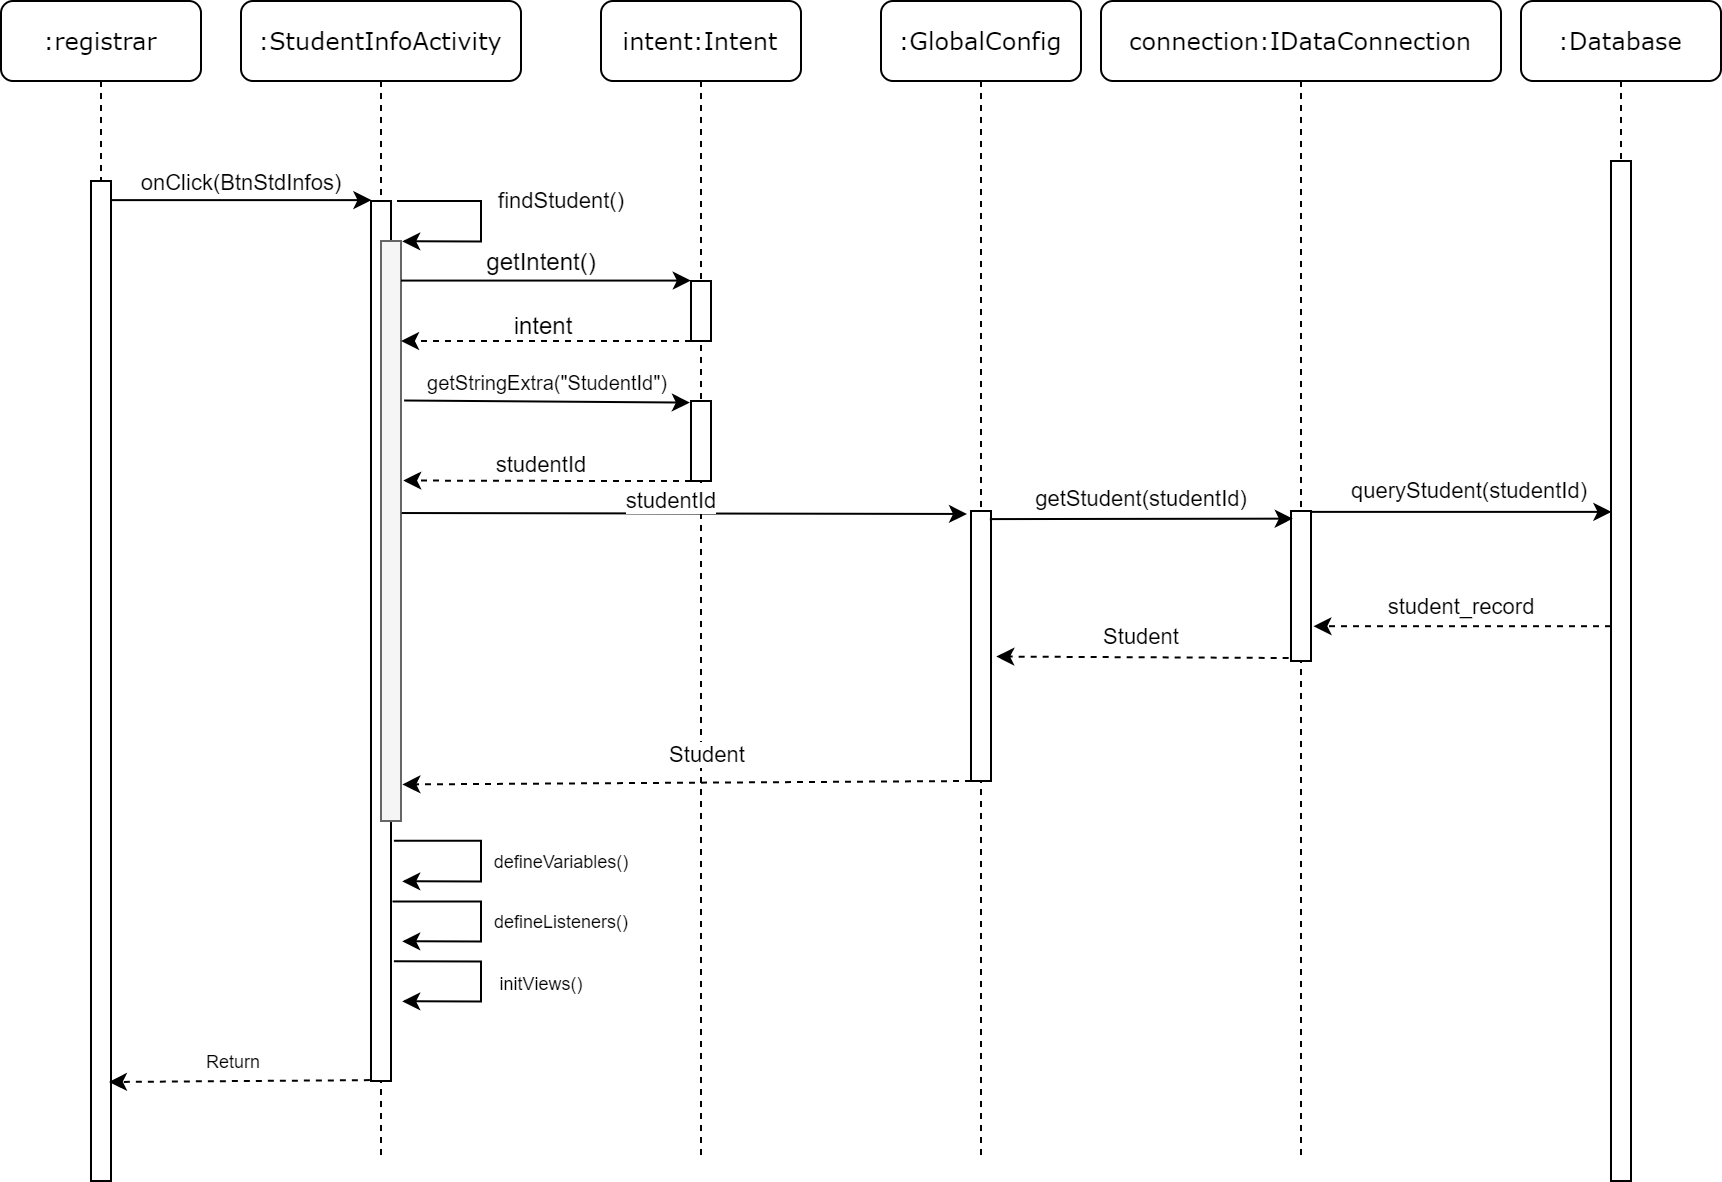 :registrar
:StudentInfoActivity
intent:Intent
:GlobalConfig
connection:IDataConnection
:Database
onClick(BtnStdInfos)
findStudent()
getIntent()
intent
getStringExtra("StudentId")
studentId
studentId
getStudent(studentId)
queryStudent(studentId)
student_record
Student
Student
defineVariables()
defineListeners()
initViews()
Return